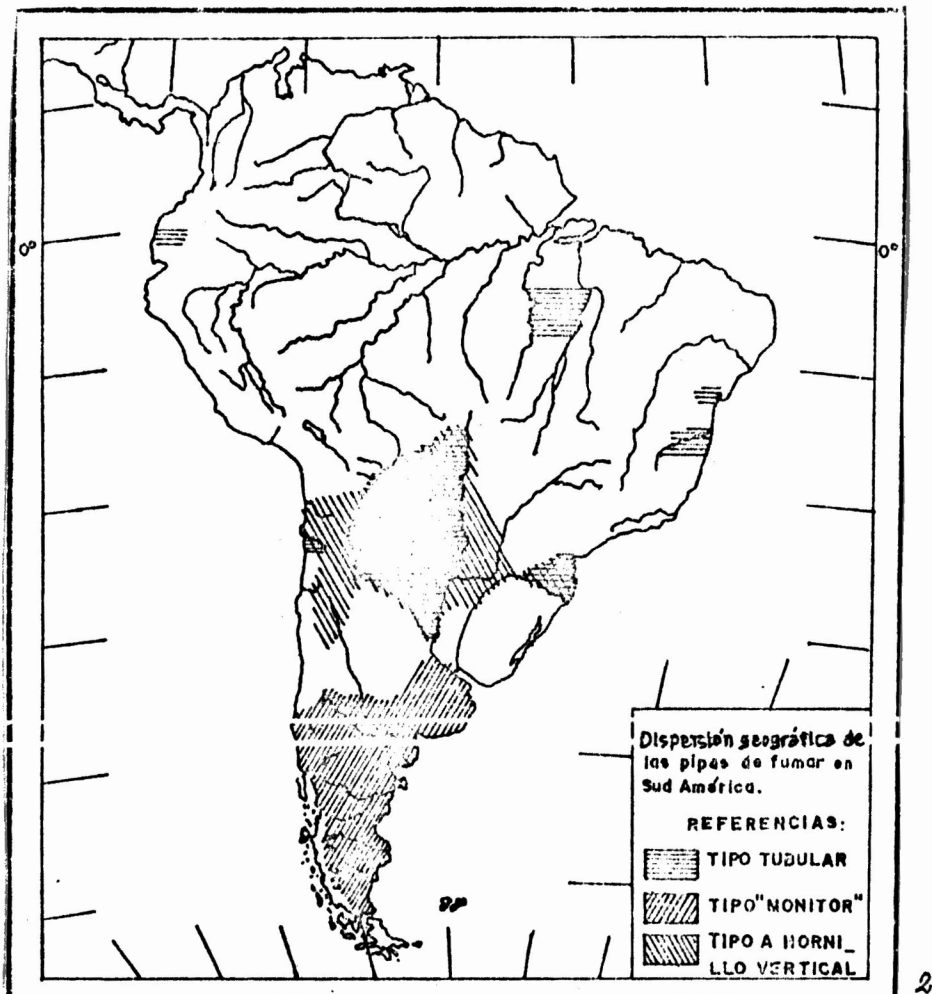 0°
0°
Dispersión geográfica de
las pipas de fumar en
Sud América.
REFERENCIAS:
TIPO TUBULAR
TIPO "MONITOR"
TIPO A HORNI_
LLO VERTICAL
2